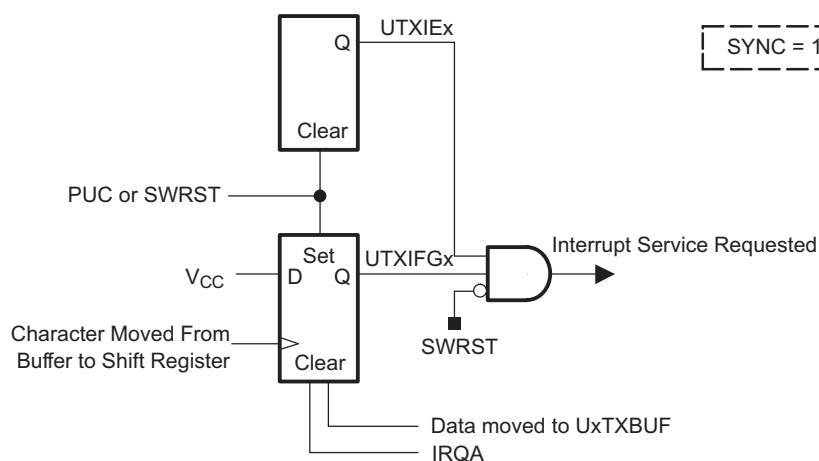 UTXIEx
SYNC = 1
Q
Clear
PUC or SWRST
Set
UTXIFGx
Interrupt Service Requested
VCC
D
Q
Character Moved From
Buffer to Shift Register
SWRST
Clear
Data moved to UxTXBUF
IRQA